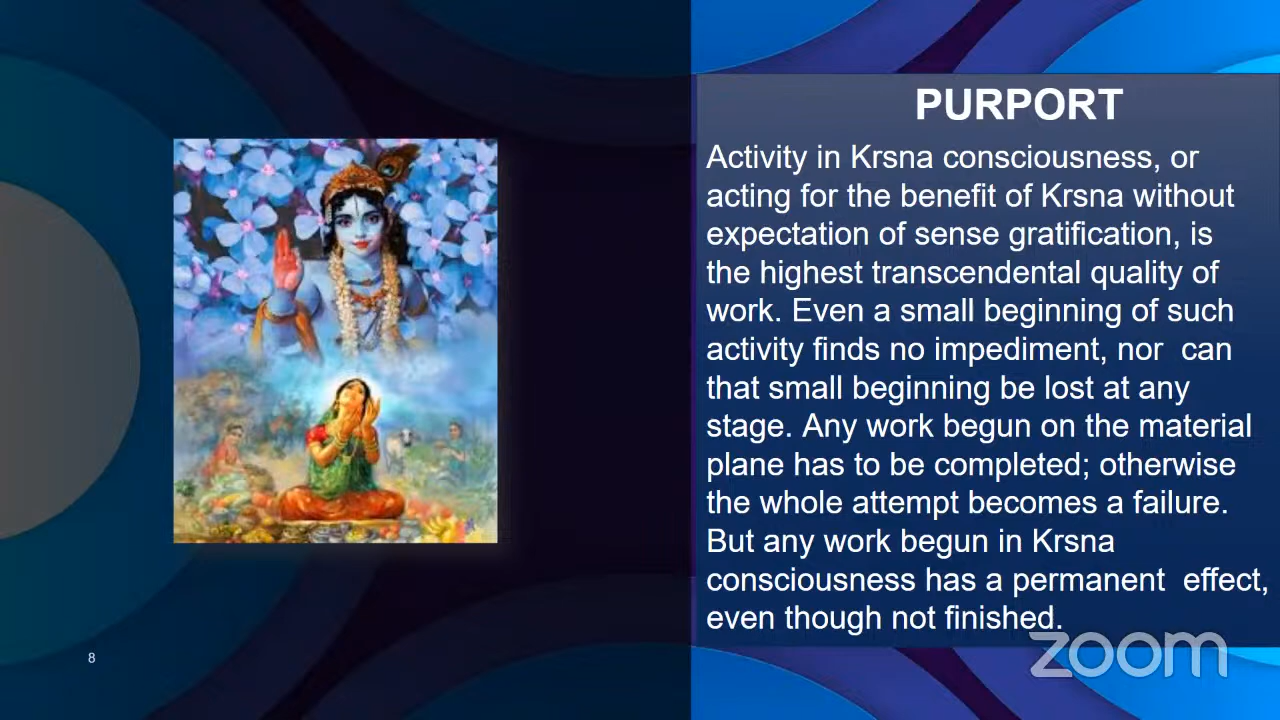 PURPORT
Activity in Krsna consciousness, or
acting for the benefit of Krsna without
expectation of sense gratification, is
the highest transcendental quality of
work. Even a small beginning of such
activity finds no impediment, nor  can
that small beginning be lost at any
stage. Any work begun on the material
plane has to be completed; otherwise
the whole attempt becomes a failure.
But any work begun in Krsna
consciousness has a permanent  effect,
even though not finished.
zoom
8